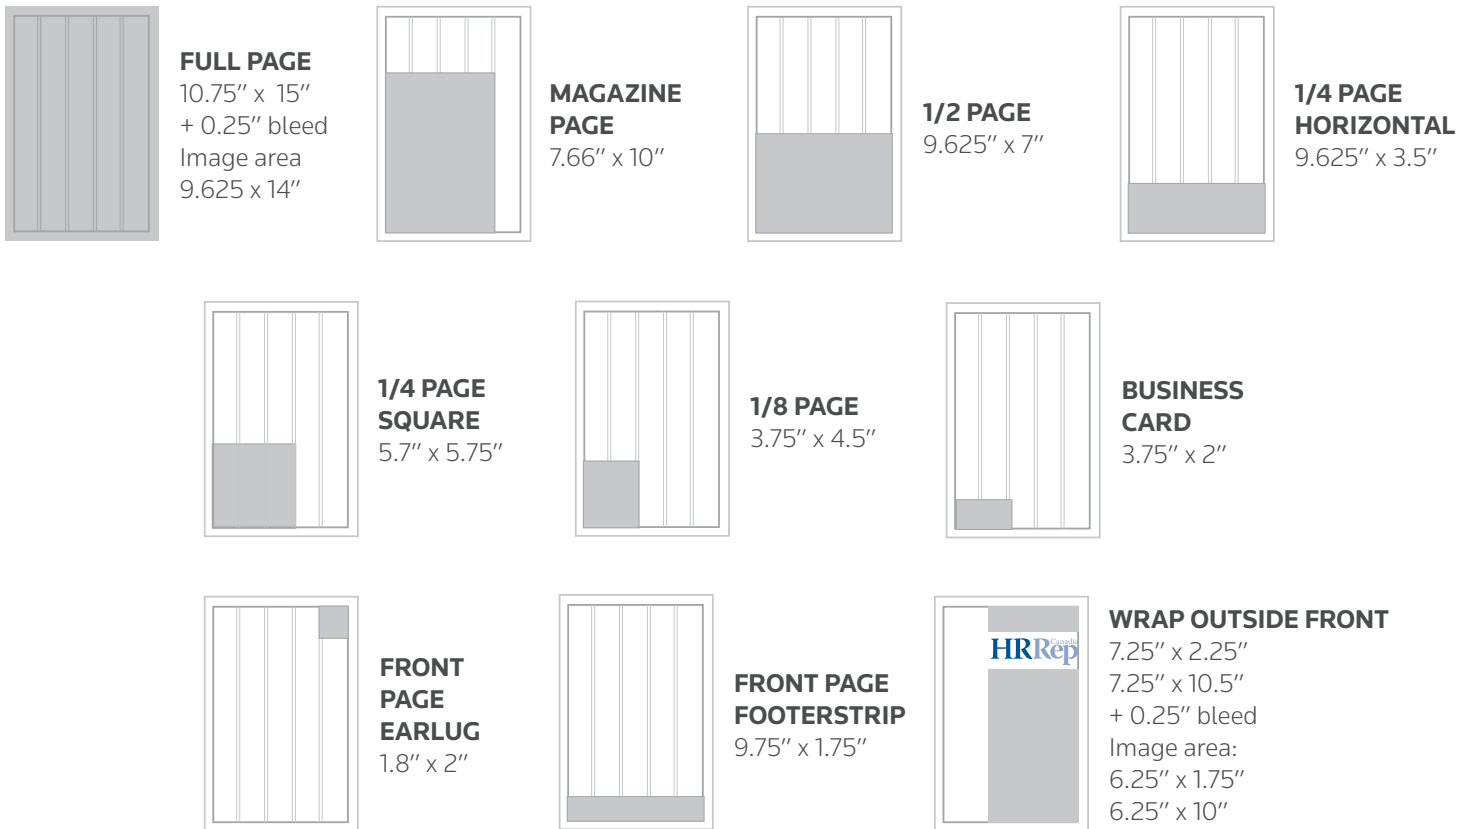 FULL PAGE
10.75″ x 15″
+ 0.25″ bleed
Image area
9.625 x 14″
MAGAZINE
PAGE
7.66″ x 10″
1/2 PAGE
9.625″ x 7″
1/4 PAGE
HORIZONTAL
9.625″ x 3.5″
1/4 PAGE
SQUARE
5.7″ x 5.75″
1/8 PAGE
3.75″ x 4.5″
BUSINESS
CARD
3.75″ x 2″
FRONT
PAGE
EARLUG
1.8″ x 2″
FRONT PAGE
FOOTERSTRIP
9.75″ x 1.75″
Canadi
HRRep
WRAP OUTSIDE FRONT
7.25″ x 2.25″
7.25″ x 10.5″
+ 0.25″ bleed
Image area:
6.25″ x 1.75″
6.25″ x 10″